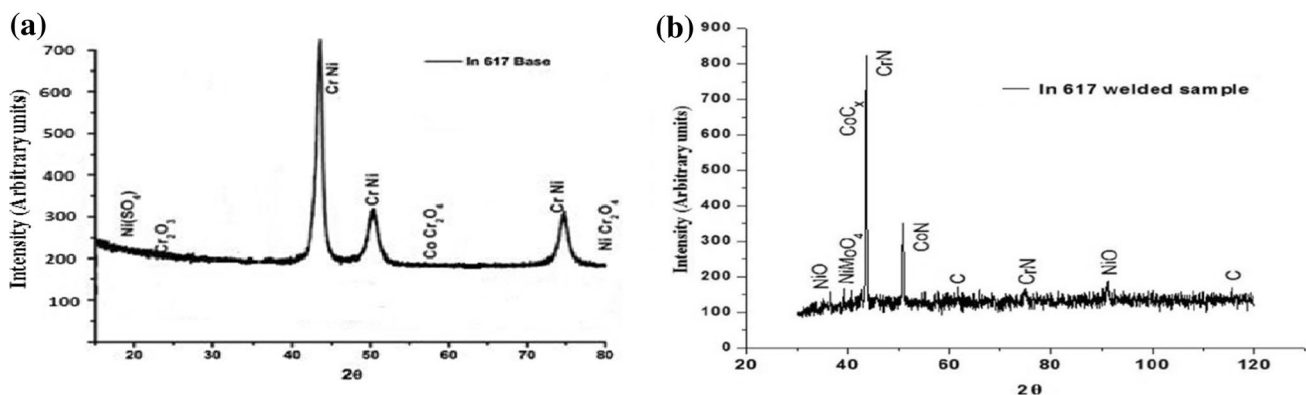 (a)
700
600
500
400
300
200
100
Intensity (Arbitrary units)
In 617 Base
Ni(SO₄)
Cr₂O₃
Cr Ni
Cr Ni
Cr Ni
Ni Cr₂O₄
20 30 40 50 60 70 80
2θ
(b)
900
800
700
600
500
400
300
200
100
0
Intensity (Arbitrary units)
In 617 welded sample
NiO
NiMoO₄
CoCₓ
CrN
CoN
C
CrN
NiO
C
20 40 60 80 100 120
2θ